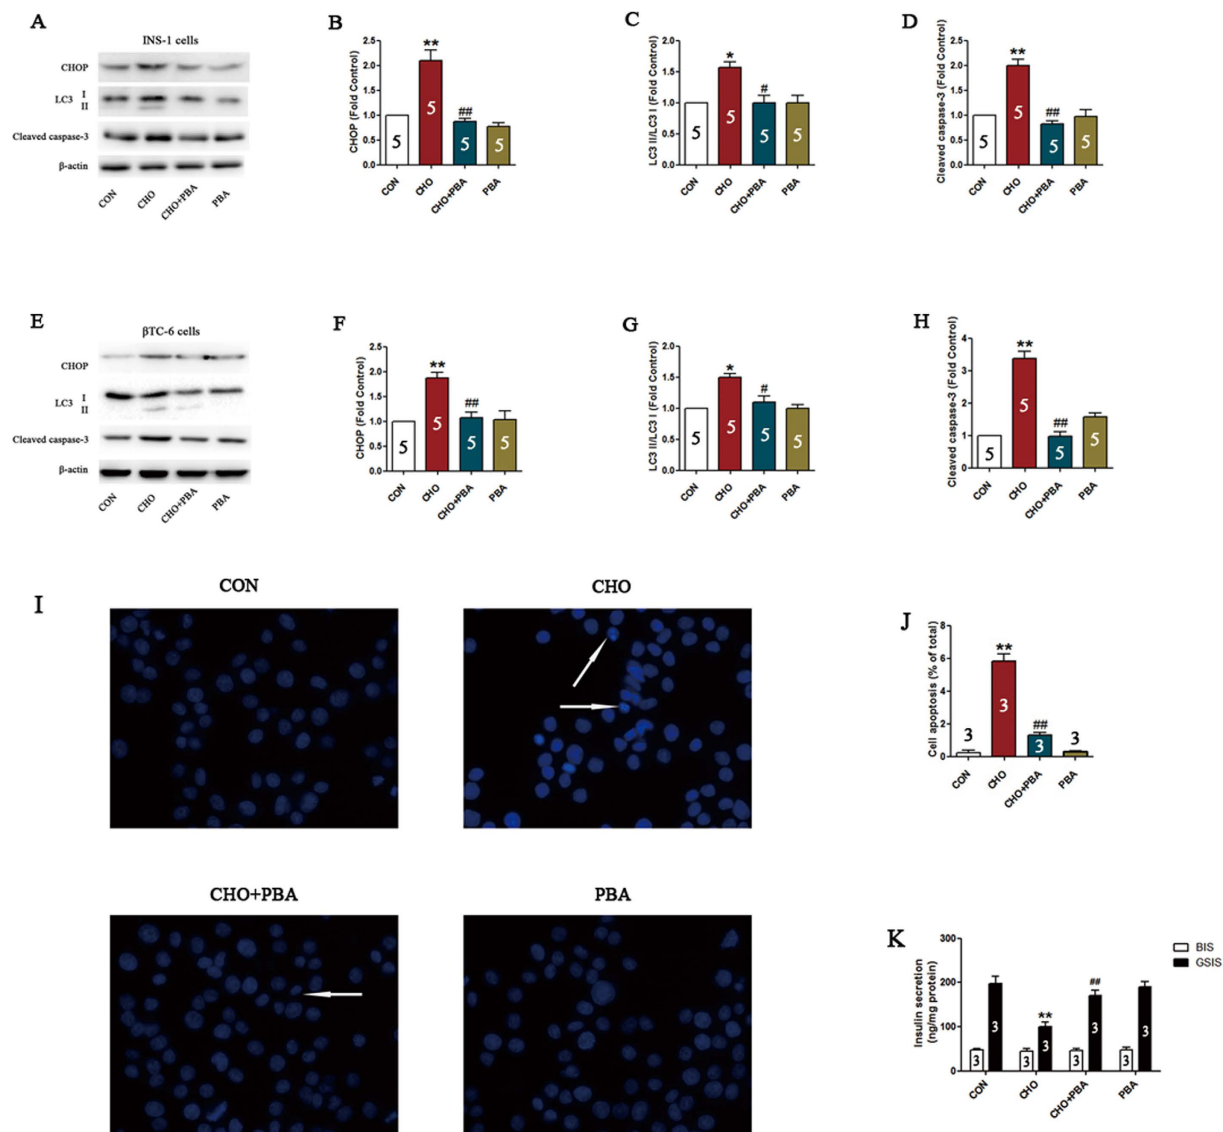 A
INS-1 cells
CHOP
LC3 I
II
Cleaved caspase-3
β-actin
CON CHO CHO+PBA PBA
B
CHOP (Fold Control)
2.5
2.0
1.5
1.0
0.5
0.0
**
##
5 5 5 5
CON CHO CHO+PBA PBA
C
LC3 II/LC3 I (Fold Control)
2.0
1.5
1.0
0.5
0.0
*
#
5 5 5 5
CON CHO CHO+PBA PBA
D
Cleaved caspase-3 (Fold Control)
2.5
2.0
1.5
1.0
0.5
0.0
**
##
5 5 5 5
CON CHO CHO+PBA PBA
E
βTC-6 cells
CHOP
LC3 I
II
Cleaved caspase-3
β-actin
CON CHO CHO+PBA PBA
F
CHOP (Fold Control)
2.5
2.0
1.5
1.0
0.5
0.0
**
##
5 5 5 5
CON CHO CHO+PBA PBA
G
LC3 II/LC3 I (Fold Control)
2.0
1.5
1.0
0.5
0.0
*
#
5 5 5 5
CON CHO CHO+PBA PBA
H
Cleaved caspase-3 (Fold Control)
4
3
2
1
0
**
##
5 5 5 5
CON CHO CHO+PBA PBA
I
CON
CHO
CHO+PBA
PBA
J
Cell apoptosis (% of total)
8
6
4
2
0
**
##
3 3 3 3
CON CHO CHO+PBA PBA
K
Insulin secretion
(ng/mg protein)
300
200
100
0
**
##
3 3 3 3 3 3 3 3
CON CHO CHO+PBA PBA
BIS
GSIS